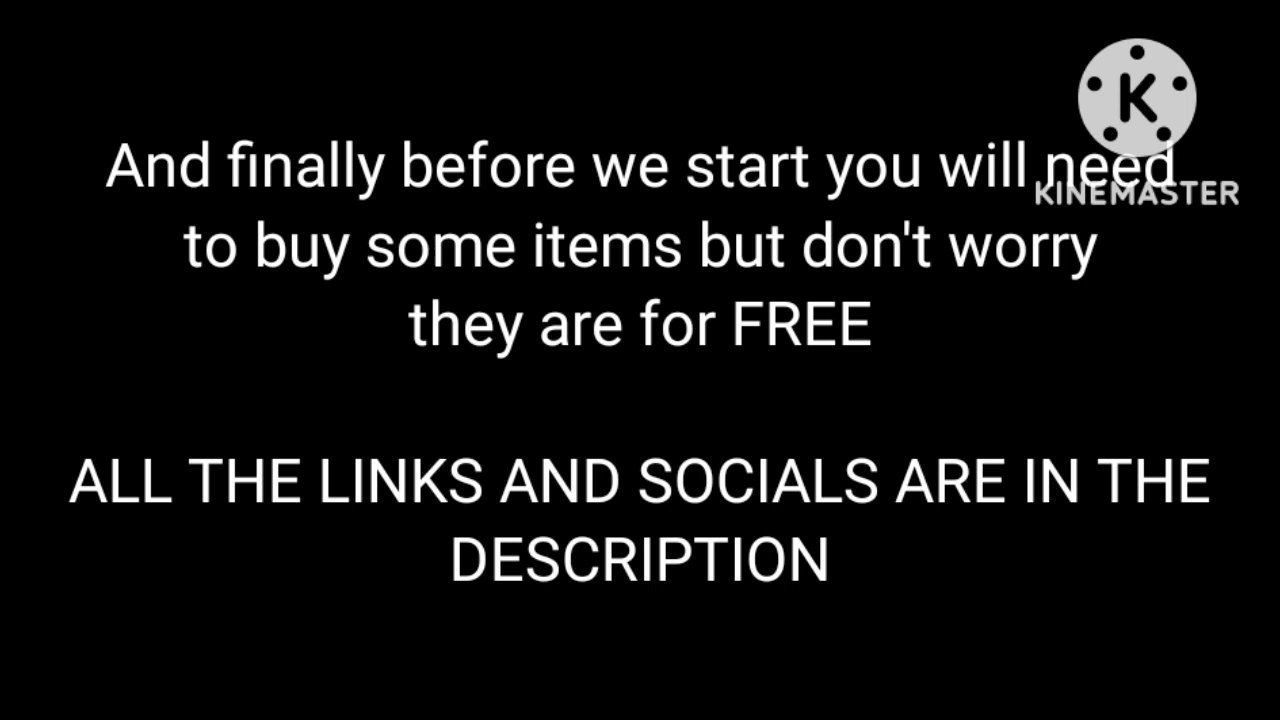 And finally before we start you will need
to buy some items but don't worry
they are for FREE
ALL THE LINKS AND SOCIALS ARE IN THE
DESCRIPTION
K
KINEMASTER